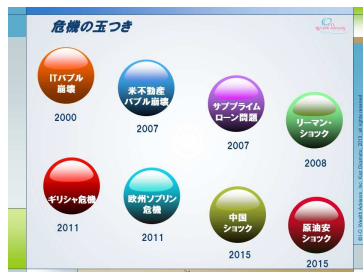 危機の玉つき
ITバブル
崩壊
2000
米不動産
バブル崩壊
2007
サブプライム
ローン問題
2007
リーマン・
ショック
2008
ギリシャ危機
2011
欧州ソブリン
危機
2011
中国
ショック
2015
原油安
ショック
2015